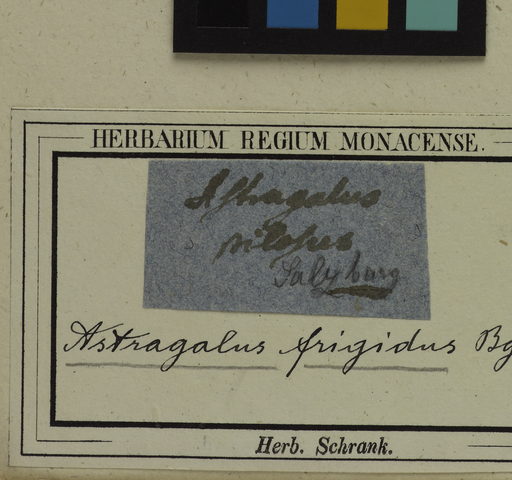 HERBARIUM REGIUM MONACENSE.
Astragalus
pilosus
Salzburg
Astragalus frigidus Bg
Herb. Schrank.